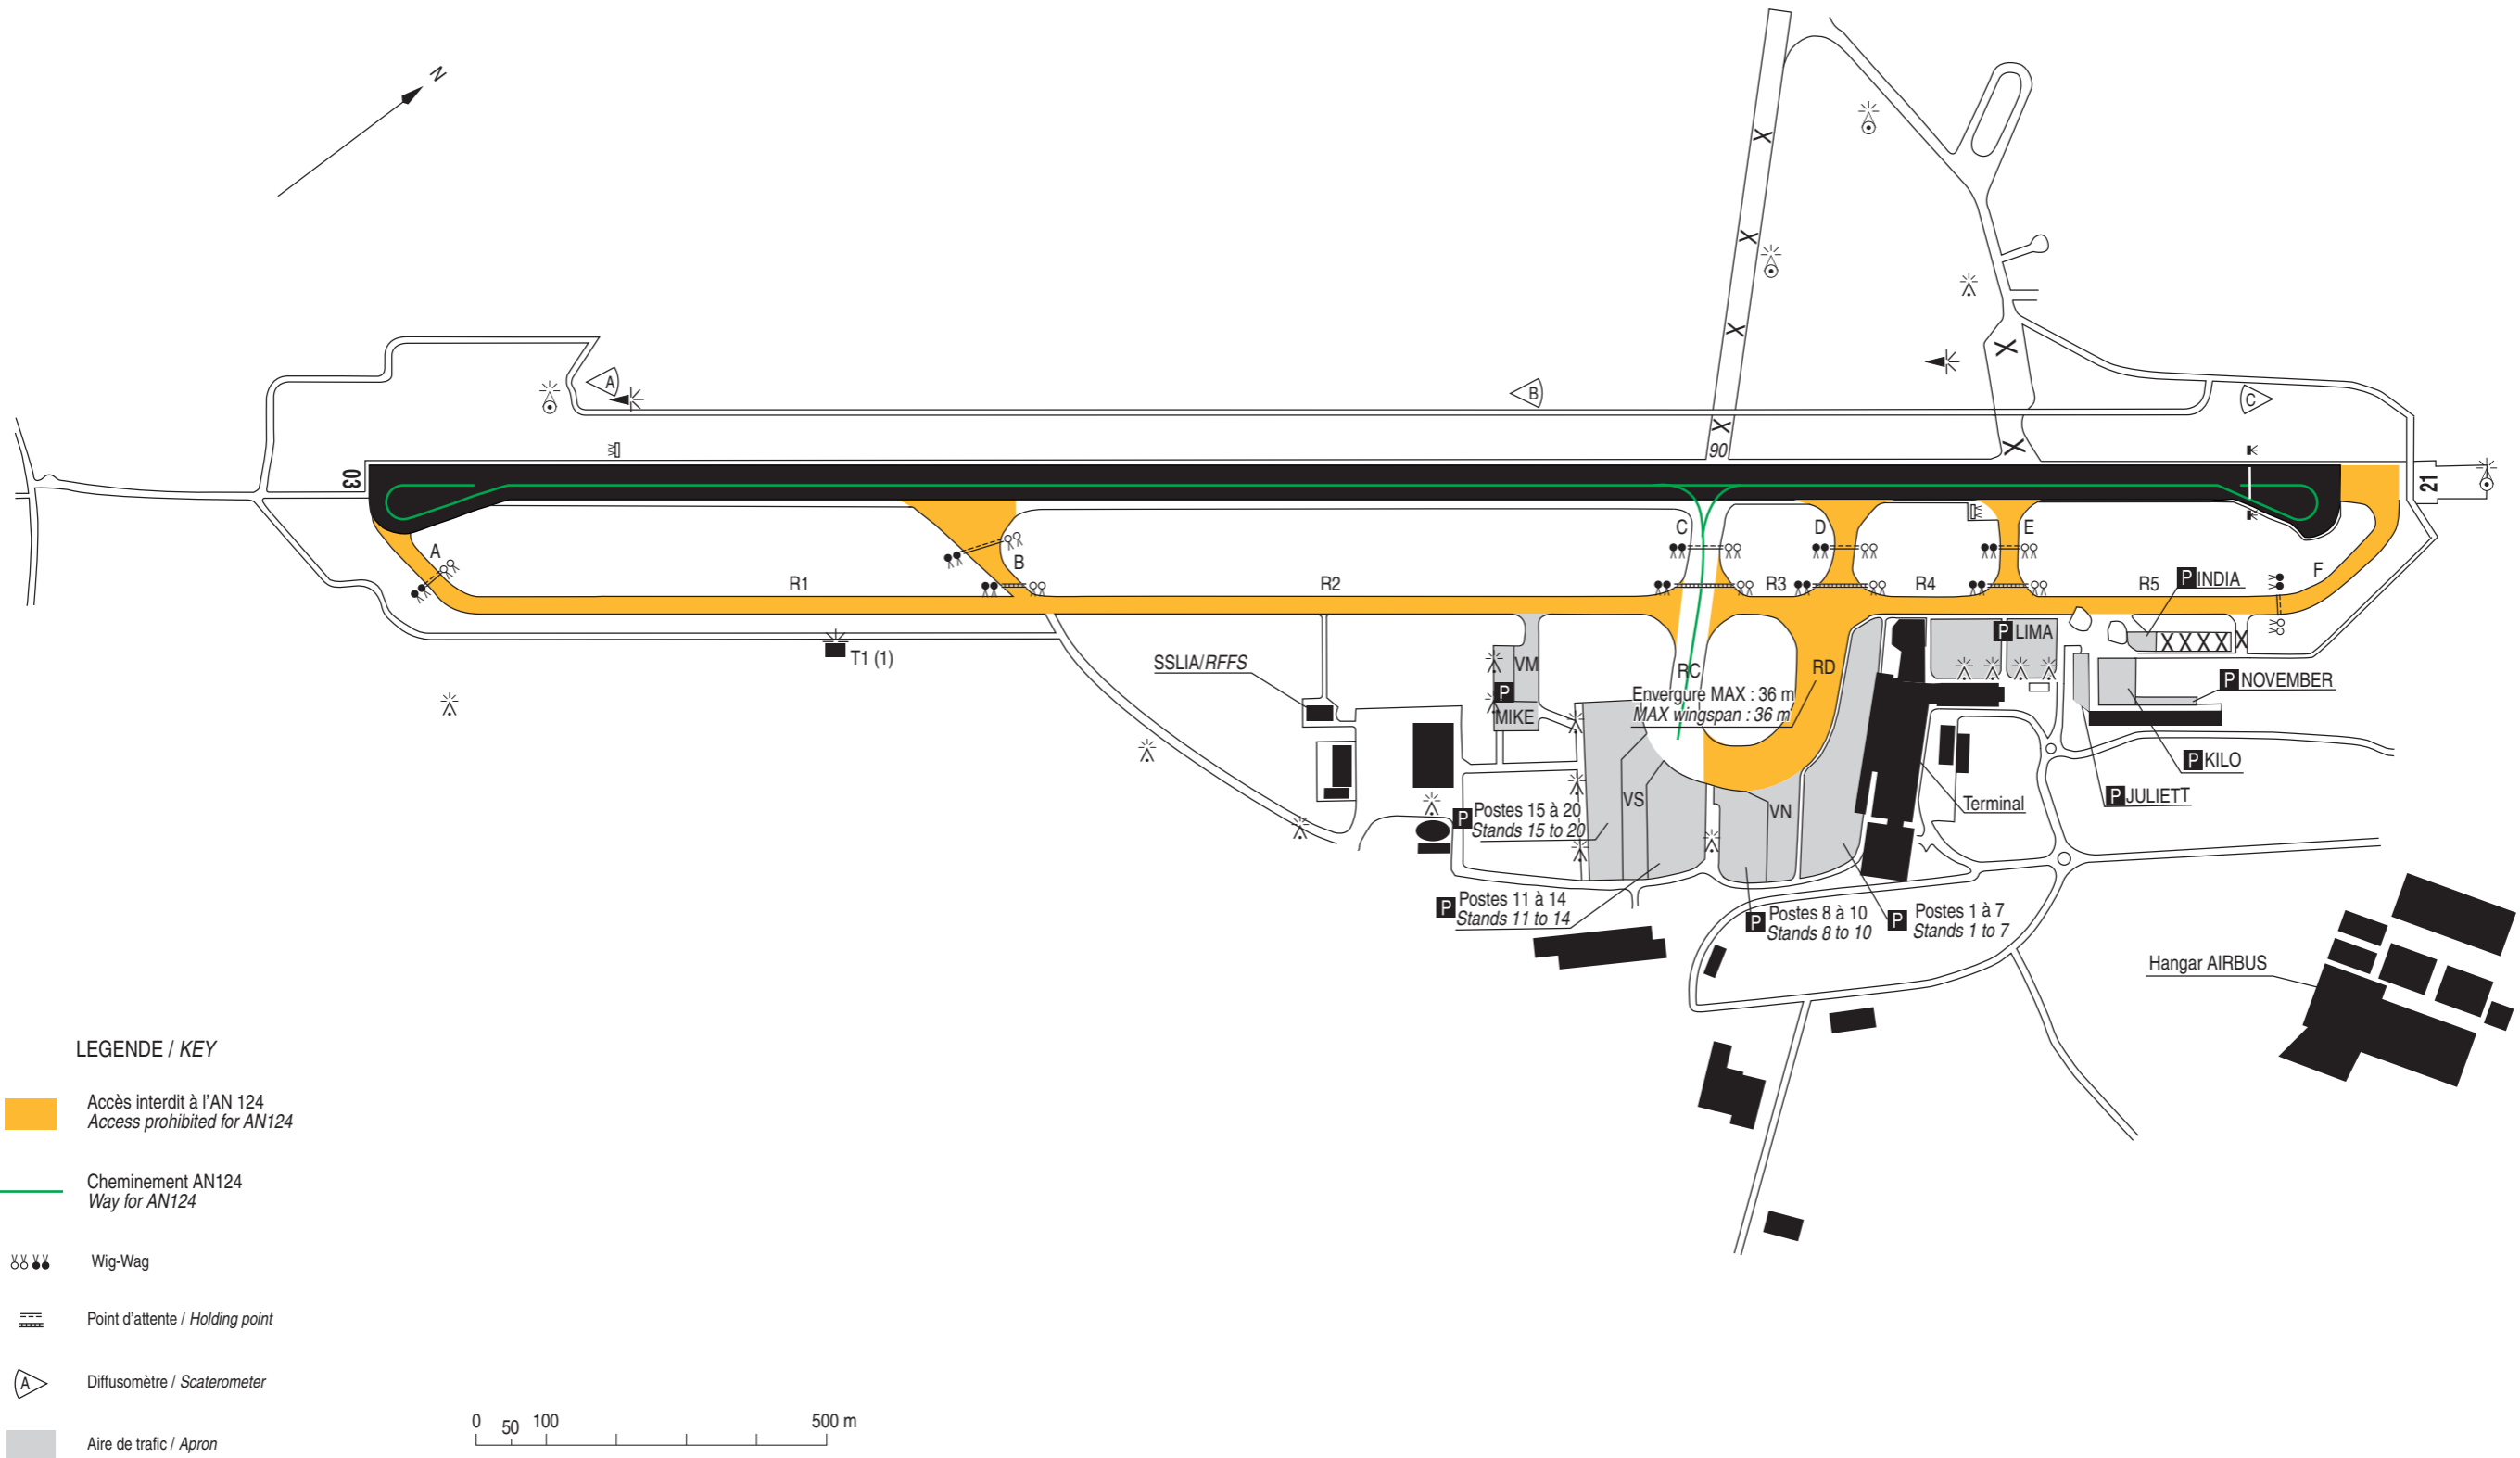 N
A
B
C
90
03
21
A
B
C
D
E
F
R1
R2
R3
R4
R5
P INDIA
P LIMA
T1 (1)
SSLIA/RFFS
VM
P
MIKE
RC
RD
Envergure MAX : 36 m
MAX wingspan : 36 m
P NOVEMBER
P KILO
P JULIETT
Terminal
VS
VN
P Postes 15 à 20
Stands 15 to 20
P Postes 11 à 14
Stands 11 to 14
P Postes 8 à 10
Stands 8 to 10
P Postes 1 à 7
Stands 1 to 7
Hangar AIRBUS
LEGENDE / KEY
Accès interdit à l'AN 124
Access prohibited for AN124
Cheminement AN124
Way for AN124
Wig-Wag
Point d'attente / Holding point
A
Diffusomètre / Scaterometer
Aire de trafic / Apron
0 50 100 500 m